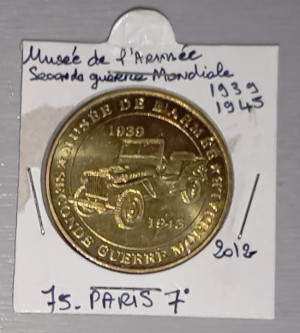 Musée de l'Armée
Seconde guerre Mondiale
1939
1945
MUSÉE DE L'ARMÉE
1939
1945
SECONDE GUERRE MONDIALE
2012
75. PARIS 7°